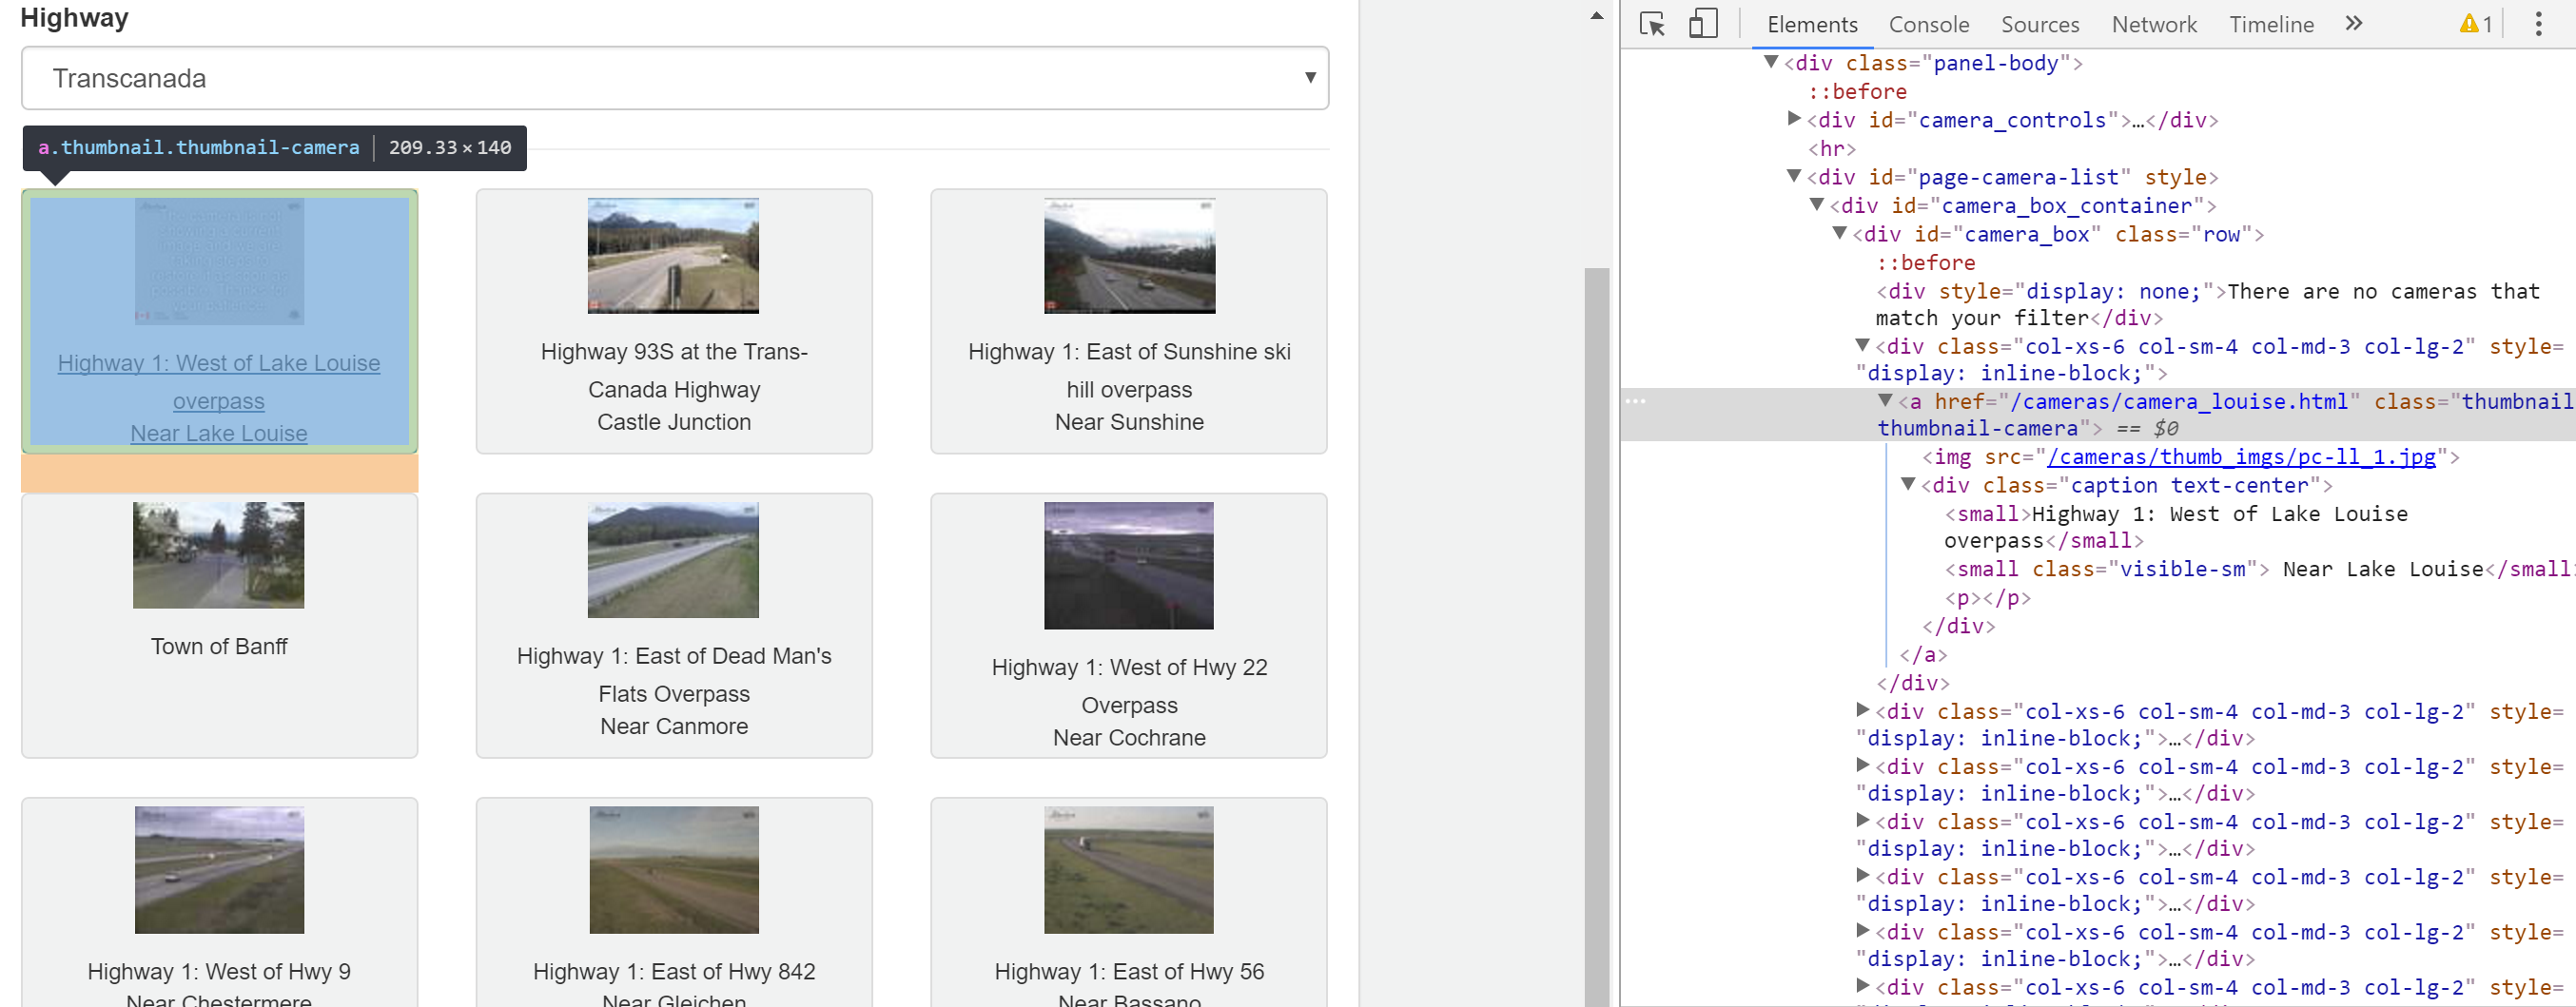 Highway
Transcanada
a.thumbnail.thumbnail-camera | 209.33 × 140
Highway 1: West of Lake Louise
overpass
Near Lake Louise
Highway 93S at the Trans-
Canada Highway
Castle Junction
Highway 1: East of Sunshine ski
hill overpass
Near Sunshine
Town of Banff
Highway 1: East of Dead Man's
Flats Overpass
Near Canmore
Highway 1: West of Hwy 22
Overpass
Near Cochrane
Highway 1: West of Hwy 9
Near Chestermere
Highway 1: East of Hwy 842
Near Gleichen
Highway 1: East of Hwy 56
Near Bassano
Elements Console Sources Network Timeline » 1
<div class="panel-body">
::before
<div id="camera_controls">…</div>
<hr>
<div id="page-camera-list" style>
<div id="camera_box_container">
<div id="camera_box" class="row">
::before
<div style="display: none;">There are no cameras that
match your filter</div>
<div class="col-xs-6 col-sm-4 col-md-3 col-lg-2" style=
"display: inline-block;">
<a href="/cameras/camera_louise.html" class="thumbnail
thumbnail-camera"> == $0
<img src="/cameras/thumb_imgs/pc-ll_1.jpg">
<div class="caption text-center">
<small>Highway 1: West of Lake Louise
overpass</small>
<small class="visible-sm"> Near Lake Louise</small
<p></p>
</div>
</a>
</div>
<div class="col-xs-6 col-sm-4 col-md-3 col-lg-2" style=
"display: inline-block;">…</div>
<div class="col-xs-6 col-sm-4 col-md-3 col-lg-2" style=
"display: inline-block;">…</div>
<div class="col-xs-6 col-sm-4 col-md-3 col-lg-2" style=
"display: inline-block;">…</div>
<div class="col-xs-6 col-sm-4 col-md-3 col-lg-2" style=
"display: inline-block;">…</div>
<div class="col-xs-6 col-sm-4 col-md-3 col-lg-2" style=
"display: inline-block;">…</div>
<div class="col-xs-6 col-sm-4 col-md-3 col-lg-2" style=